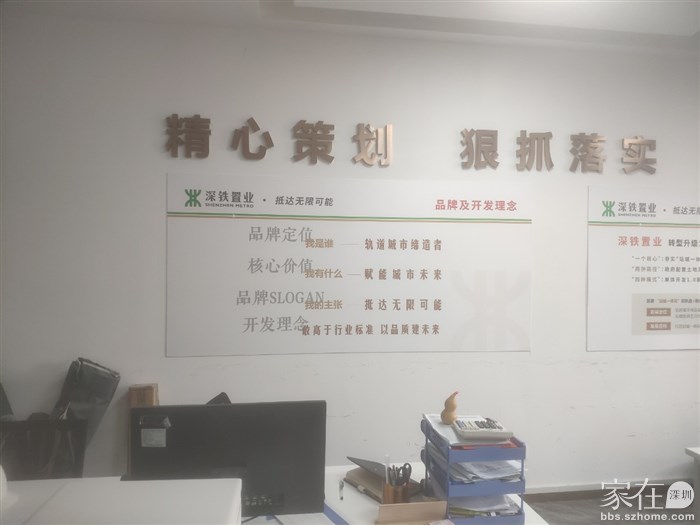 精心策划 狠抓落实
深铁置业
SHENZHEN METRO
·抵达无限可能
品牌及开发理念
品牌定位
我是谁 —— 轨道城市缔造者
核心价值
我有什么 —— 赋能城市未来
品牌SLOGAN
我的主张 —— 抵达无限可能
开发理念
敢高于行业标准 以品质建未来
深铁置业
SHENZHEN METRO
·抵达无
深铁置业 转型升级
家在深圳
bbs.szhome.com